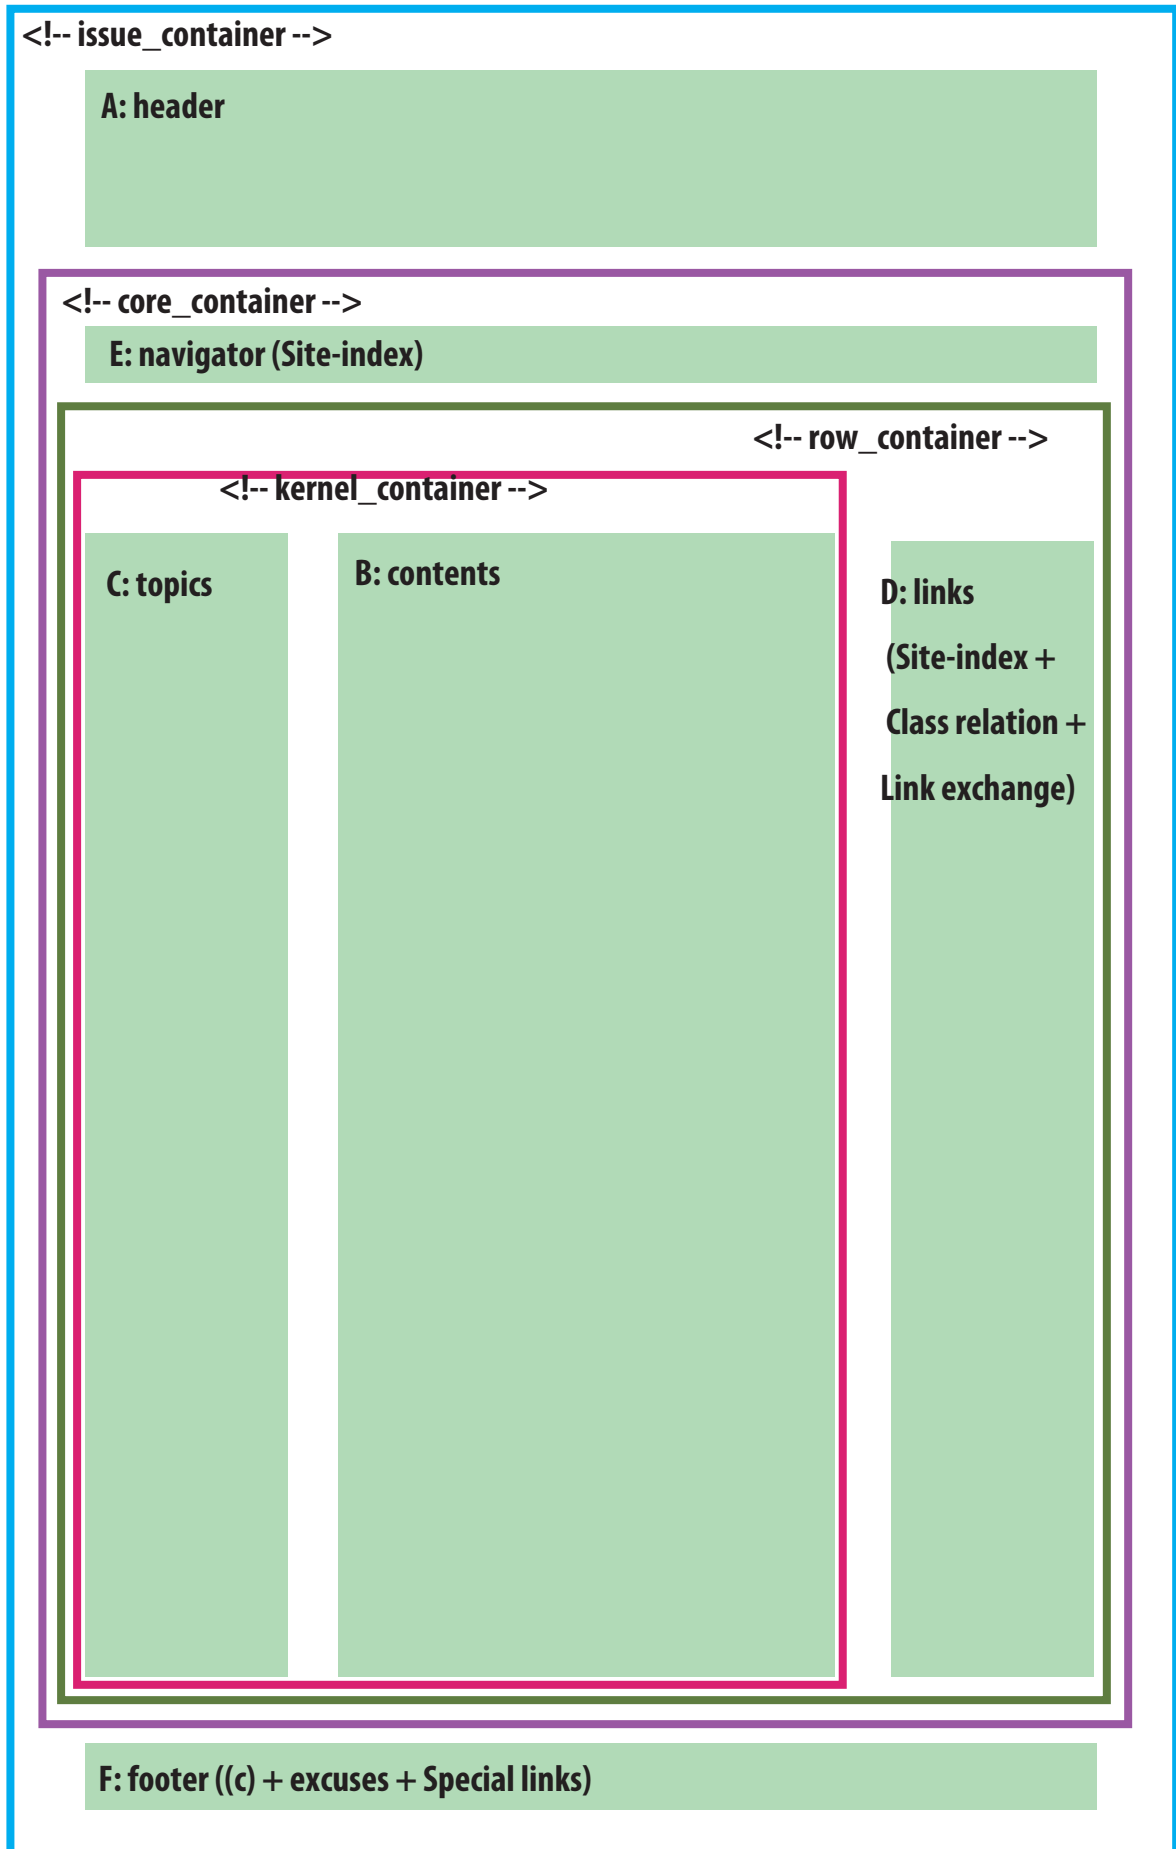 <!-- issue_container -->
A: header
<!-- core_container -->
E: navigator (Site-index)
<!-- row_container -->
<!-- kernel_container -->
C: topics
B: contents
D: links
(Site-index +
Class relation +
Link exchange)
F: footer ((c) + excuses + Special links)